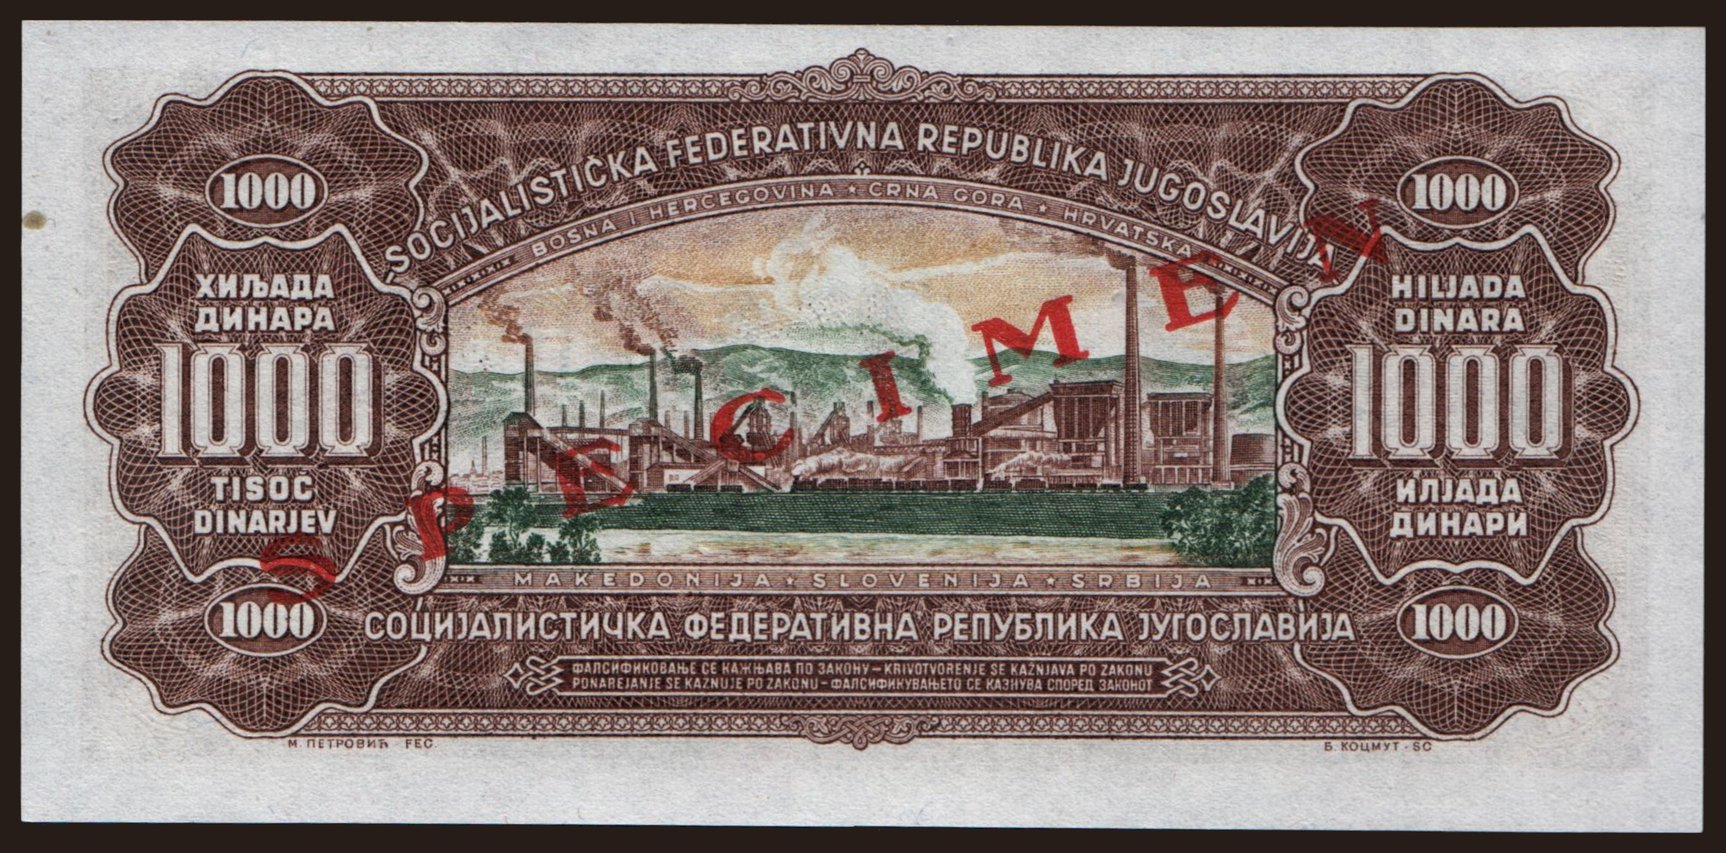 SOCIJALISTIČKA FEDERATIVNA REPUBLIKA JUGOSLAVIJA
BOSNA I HERCEGOVINA ★ CRNA GORA ★ HRVATSKA
1000
1000
ХИЉАДА
ДИНАРА
1000
TISOČ
DINARJEV
HILJADA
DINARA
1000
ИЛЈАДА
ДИНАРИ
SPECIMEN
MAKEDONIJA ★ SLOVENIJA ★ SRBIJA
1000
СОЦИЈАЛИСТИЧКА ФЕДЕРАТИВНА РЕПУБЛИКА ЈУГОСЛАВИЈА
1000
ФАЛСИФИКОВАЊЕ СЕ КАЖЊАВА ПО ЗАКОНУ – KRIVOTVORENJE SE KAŽNJAVA PO ZAKONU
PONAREJANJE SE KAZNUJE PO ZAKONU – ФАЛСИФИКУВАЊЕТО СЕ КАЗНУВА СПОРЕД ЗАКОНОТ
М. ПЕТРОВИЋ · FEC.
Б. КОЦМУТ · SC